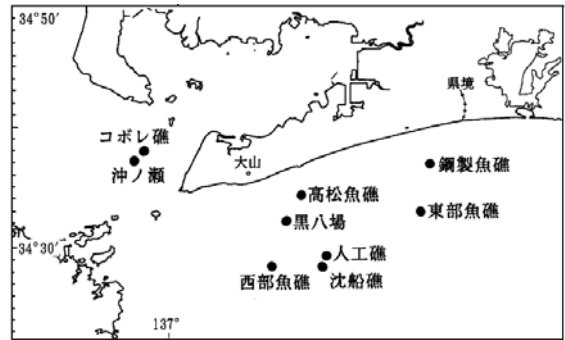 34°50′
県境
コボレ礁
沖ノ瀬
大山
鋼製魚礁
高松魚礁
東部魚礁
黒八場
34°30′
人工礁
西部魚礁
沈船礁
137°